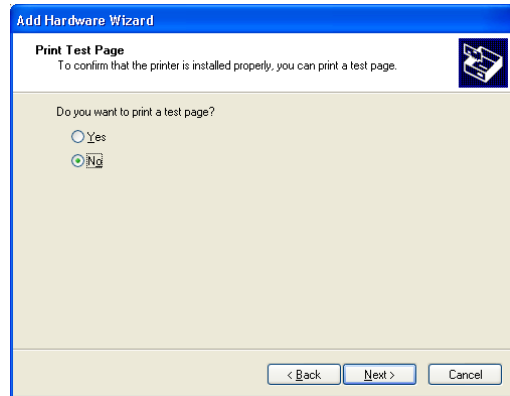 Add Hardware Wizard
Print Test Page
To confirm that the printer is installed properly, you can print a test page.
Do you want to print a test page?
Yes
No
< Back Next > Cancel